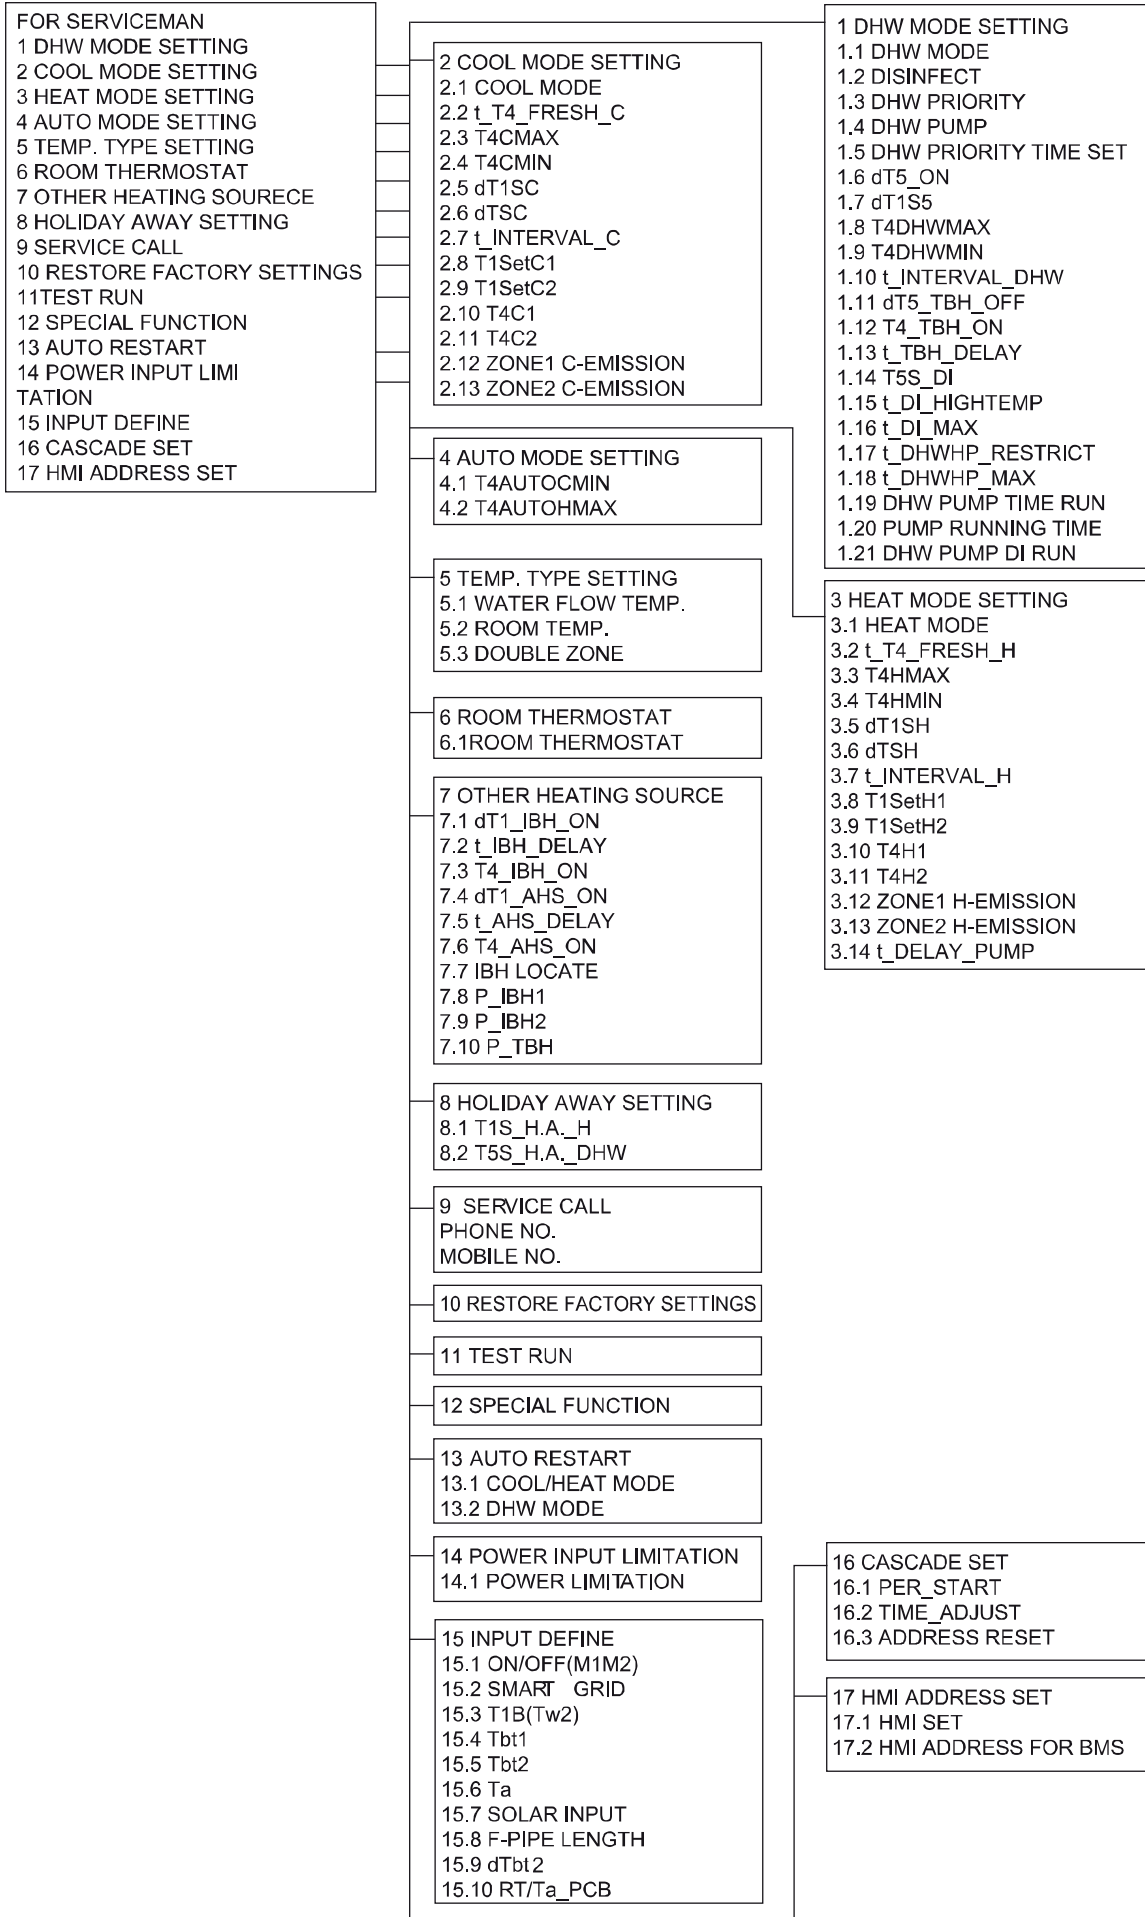 FOR SERVICEMAN
1 DHW MODE SETTING
2 COOL MODE SETTING
3 HEAT MODE SETTING
4 AUTO MODE SETTING
5 TEMP. TYPE SETTING
6 ROOM THERMOSTAT
7 OTHER HEATING SOURECE
8 HOLIDAY AWAY SETTING
9 SERVICE CALL
10 RESTORE FACTORY SETTINGS
11TEST RUN
12 SPECIAL FUNCTION
13 AUTO RESTART
14 POWER INPUT LIMI
TATION
15 INPUT DEFINE
16 CASCADE SET
17 HMI ADDRESS SET
2 COOL MODE SETTING
2.1 COOL MODE
2.2 t_T4_FRESH_C
2.3 T4CMAX
2.4 T4CMIN
2.5 dT1SC
2.6 dTSC
2.7 t_INTERVAL_C
2.8 T1SetC1
2.9 T1SetC2
2.10 T4C1
2.11 T4C2
2.12 ZONE1 C-EMISSION
2.13 ZONE2 C-EMISSION
4 AUTO MODE SETTING
4.1 T4AUTOCMIN
4.2 T4AUTOHMAX
5 TEMP. TYPE SETTING
5.1 WATER FLOW TEMP.
5.2 ROOM TEMP.
5.3 DOUBLE ZONE
6 ROOM THERMOSTAT
6.1ROOM THERMOSTAT
7 OTHER HEATING SOURCE
7.1 dT1_IBH_ON
7.2 t_IBH_DELAY
7.3 T4_IBH_ON
7.4 dT1_AHS_ON
7.5 t_AHS_DELAY
7.6 T4_AHS_ON
7.7 IBH LOCATE
7.8 P_IBH1
7.9 P_IBH2
7.10 P_TBH
8 HOLIDAY AWAY SETTING
8.1 T1S_H.A._H
8.2 T5S_H.A._DHW
9 SERVICE CALL
PHONE NO.
MOBILE NO.
10 RESTORE FACTORY SETTINGS
11 TEST RUN
12 SPECIAL FUNCTION
13 AUTO RESTART
13.1 COOL/HEAT MODE
13.2 DHW MODE
14 POWER INPUT LIMITATION
14.1 POWER LIMITATION
15 INPUT DEFINE
15.1 ON/OFF(M1M2)
15.2 SMART GRID
15.3 T1B(Tw2)
15.4 Tbt1
15.5 Tbt2
15.6 Ta
15.7 SOLAR INPUT
15.8 F-PIPE LENGTH
15.9 dTbt2
15.10 RT/Ta_PCB
1 DHW MODE SETTING
1.1 DHW MODE
1.2 DISINFECT
1.3 DHW PRIORITY
1.4 DHW PUMP
1.5 DHW PRIORITY TIME SET
1.6 dT5_ON
1.7 dT1S5
1.8 T4DHWMAX
1.9 T4DHWMIN
1.10 t_INTERVAL_DHW
1.11 dT5_TBH_OFF
1.12 T4_TBH_ON
1.13 t_TBH_DELAY
1.14 T5S_DI
1.15 t_DI_HIGHTEMP
1.16 t_DI_MAX
1.17 t_DHWHP_RESTRICT
1.18 t_DHWHP_MAX
1.19 DHW PUMP TIME RUN
1.20 PUMP RUNNING TIME
1.21 DHW PUMP DI RUN
3 HEAT MODE SETTING
3.1 HEAT MODE
3.2 t_T4_FRESH_H
3.3 T4HMAX
3.4 T4HMIN
3.5 dT1SH
3.6 dTSH
3.7 t_INTERVAL_H
3.8 T1SetH1
3.9 T1SetH2
3.10 T4H1
3.11 T4H2
3.12 ZONE1 H-EMISSION
3.13 ZONE2 H-EMISSION
3.14 t_DELAY_PUMP
16 CASCADE SET
16.1 PER_START
16.2 TIME_ADJUST
16.3 ADDRESS RESET
17 HMI ADDRESS SET
17.1 HMI SET
17.2 HMI ADDRESS FOR BMS